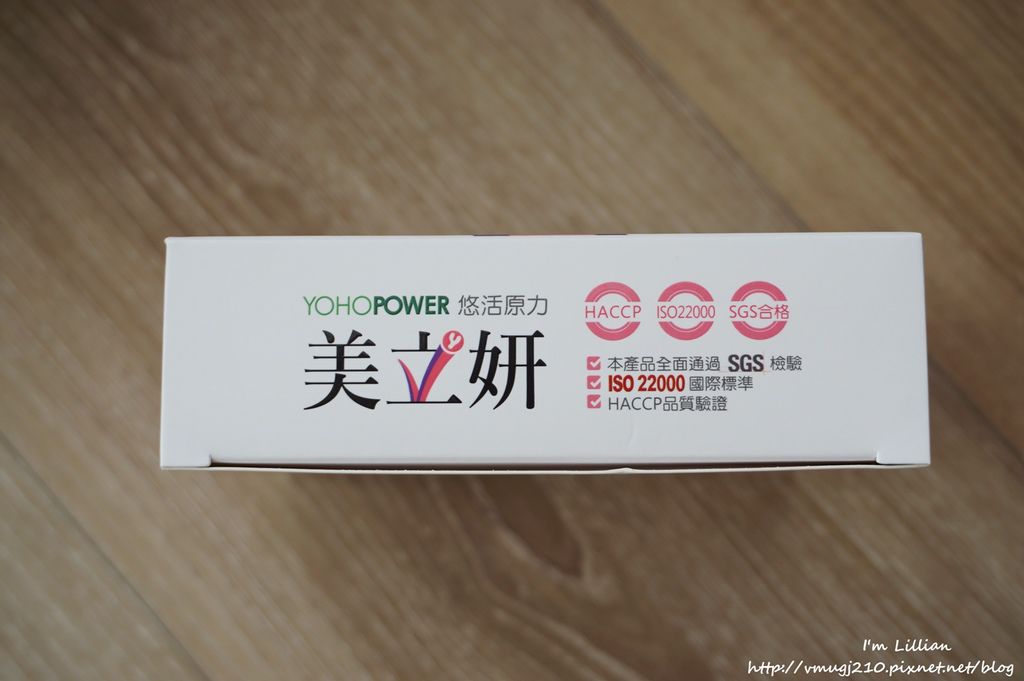 YOHOPOWER 悠活原力
美立妍
HACCP ISO22000 SGS合格
本產品全面通過 SGS 檢驗
ISO 22000 國際標準
HACCP品質驗證
I'm Lillian
http://vmugj210.pixnet.net/blog